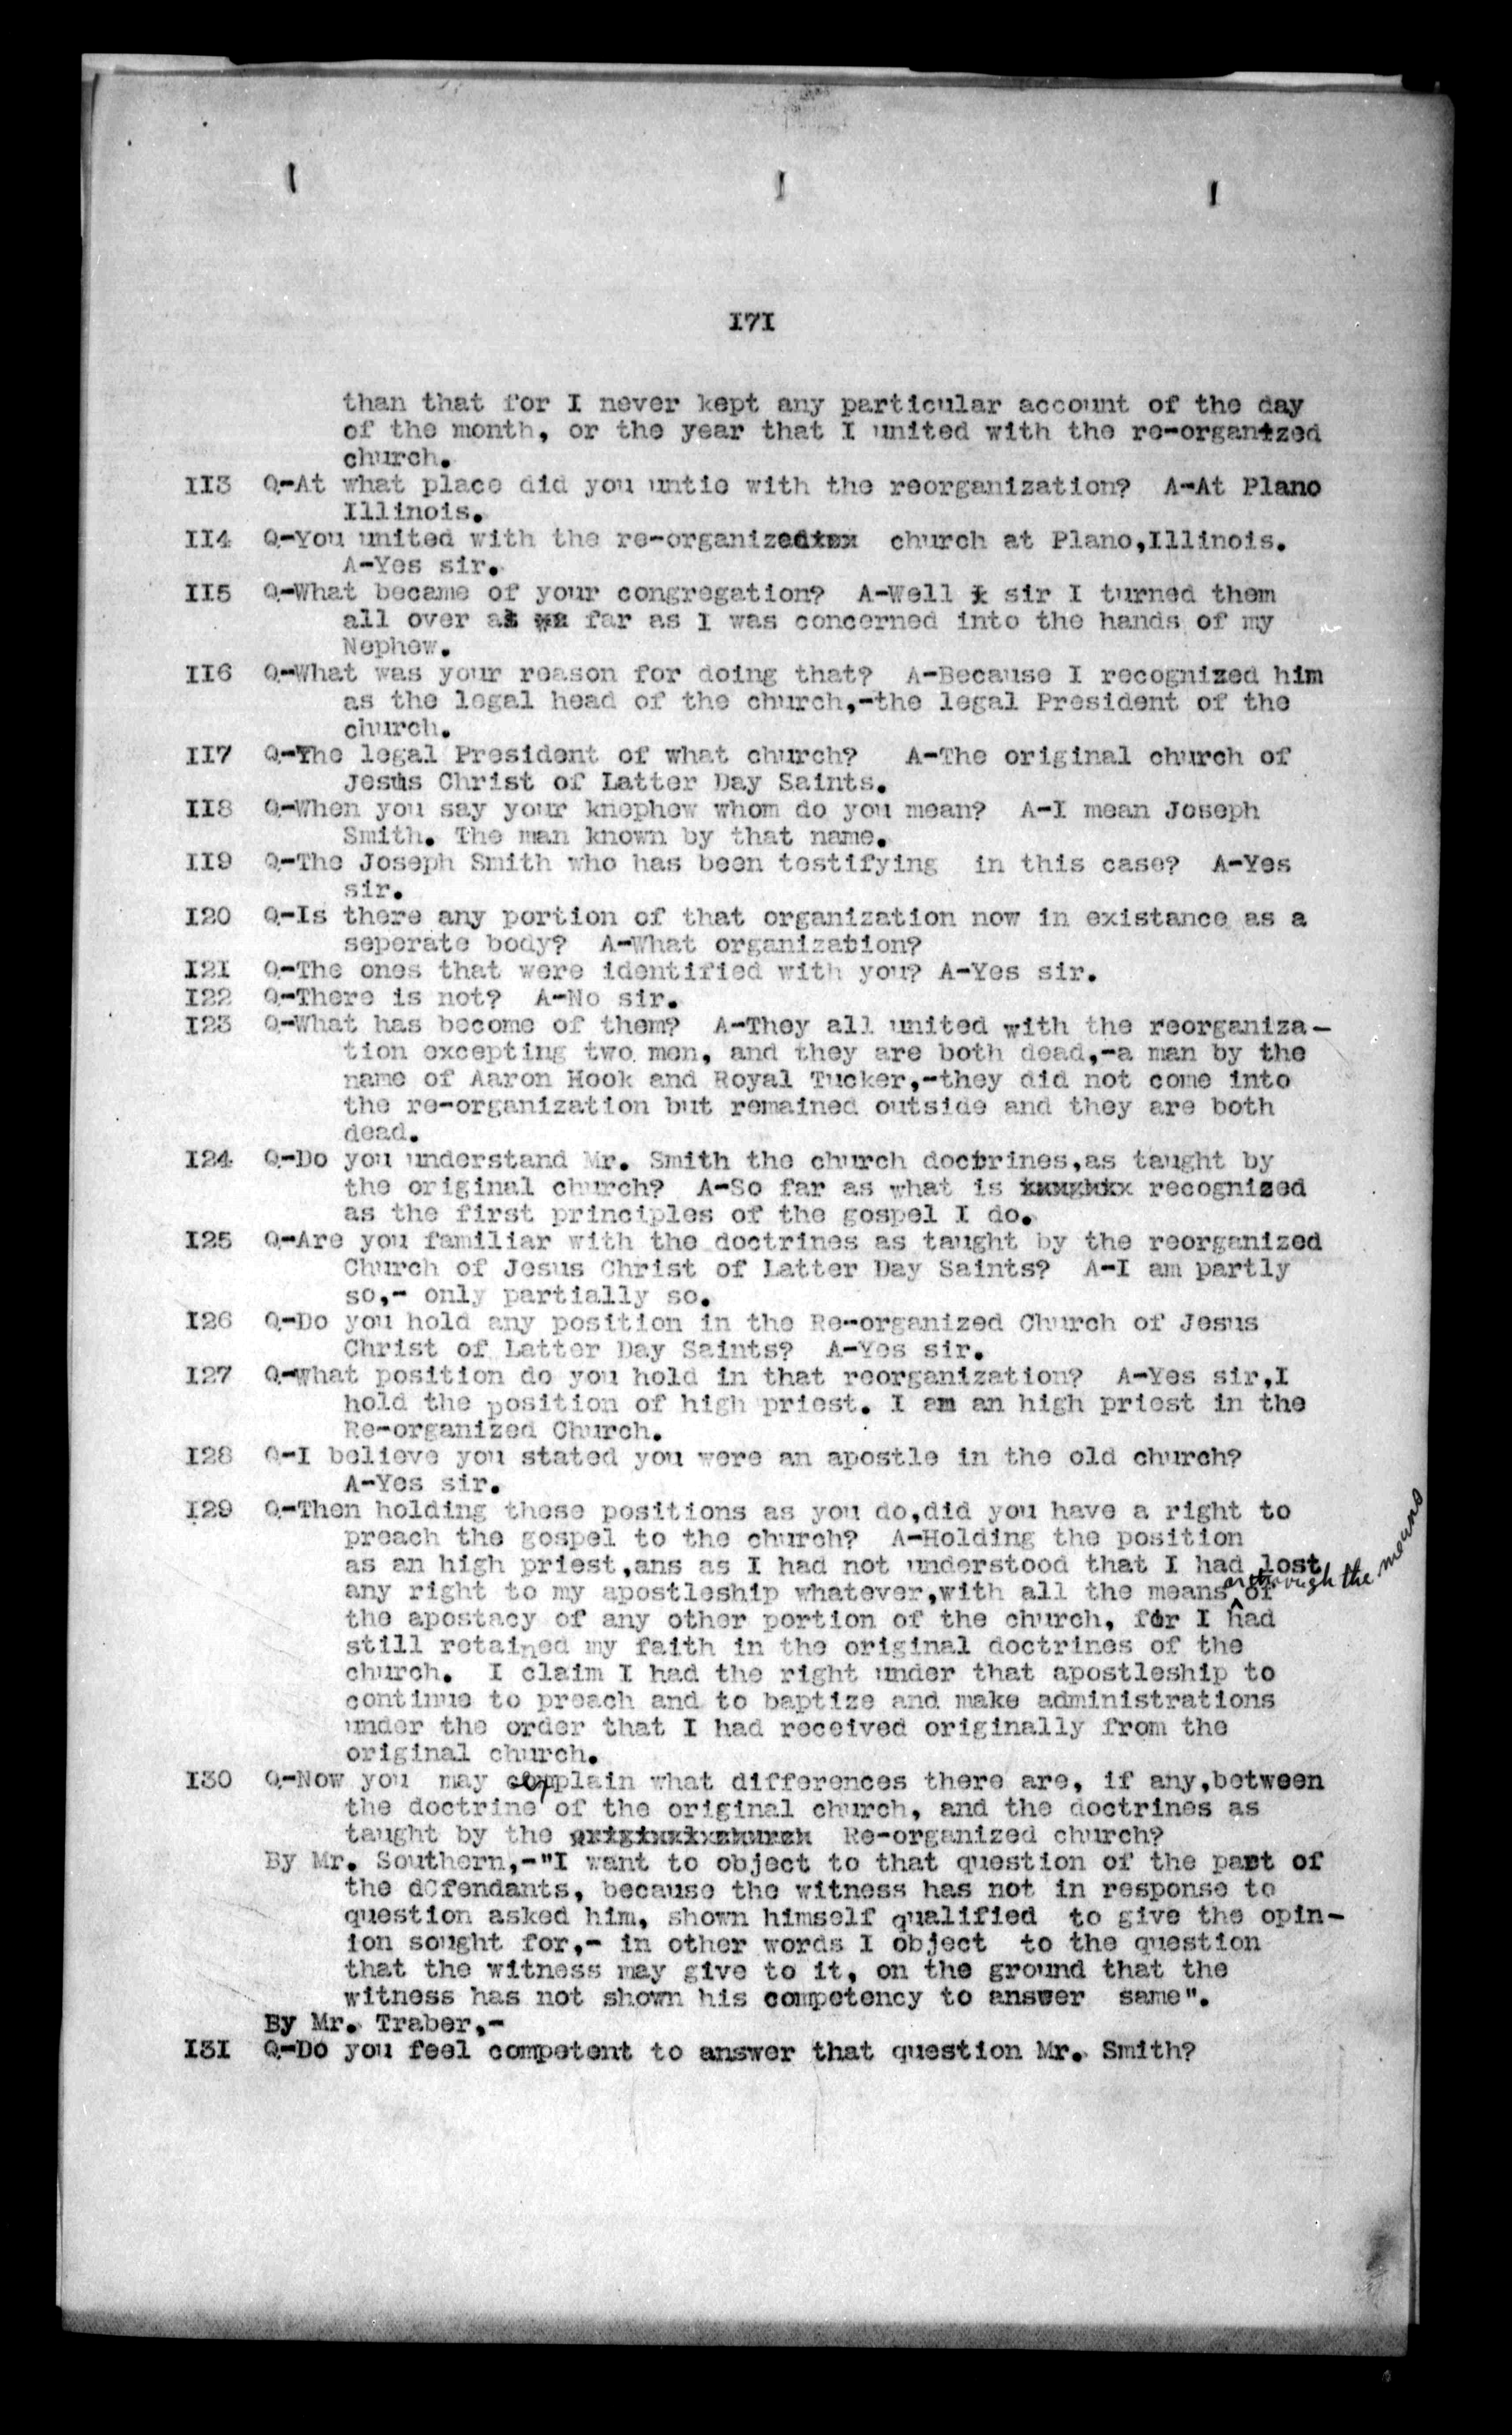 171
than that for I never kept any particular account of the day
of the month, or the year that I united with the re-organized
church.
113 Q-At what place did you untie with the reorganization? A-At Plano
Illinois.
114 Q-You united with the re-organized church at Plano,Illinois.
A-Yes sir.
115 Q-What became of your congregation? A-Well sir I turned them
all over as far as I was concerned into the hands of my
Nephew.
116 Q-What was your reason for doing that? A-Because I recognized him
as the legal head of the church,-the legal President of the
church.
117 Q-The legal President of what church? A-The original church of
Jesus Christ of Latter Day Saints.
118 Q-When you say your knephew whom do you mean? A-I mean Joseph
Smith. The man known by that name.
119 Q-The Joseph Smith who has been testifying in this case? A-Yes
sir.
120 Q-Is there any portion of that organization now in existance as a
seperate body? A-What organization?
121 Q-The ones that were identified with you? A-Yes sir.
122 Q-There is not? A-No sir.
123 Q-What has become of them? A-They all united with the reorganiza-
tion excepting two men, and they are both dead,-a man by the
name of Aaron Hook and Royal Tucker,-they did not come into
the re-organization but remained outside and they are both
dead.
124 Q-Do you understand Mr. Smith the church doctrines,as taught by
the original church? A-So far as what is recognized
as the first principles of the gospel I do.
125 Q-Are you familiar with the doctrines as taught by the reorganized
Church of Jesus Christ of Latter Day Saints? A-I am partly
so,- only partially so.
126 Q-Do you hold any position in the Re-organized Church of Jesus
Christ of Latter Day Saints? A-Yes sir.
127 Q-What position do you hold in that reorganization? A-Yes sir,I
hold the position of high priest. I am an high priest in the
Re-organized Church.
128 Q-I believe you stated you were an apostle in the old church?
A-Yes sir.
129 Q-Then holding these positions as you do,did you have a right to
preach the gospel to the church? A-Holding the position
as an high priest,ans as I had not understood that I had lost
any right to my apostleship whatever,with all the means or through the means of
the apostacy of any other portion of the church, for I had
still retained my faith in the original doctrines of the
church. I claim I had the right under that apostleship to
continue to preach and to baptize and make administrations
under the order that I had received originally from the
original church.
130 Q-Now you may explain what differences there are, if any,between
the doctrine of the original church, and the doctrines as
taught by the Re-organized church?
By Mr. Southern,-"I want to object to that question of the part of
the defendants, because the witness has not in response to
question asked him, shown himself qualified to give the opin-
ion sought for,- in other words I object to the question
that the witness may give to it, on the ground that the
witness has not shown his competency to answer same".
By Mr. Traber,-
131 Q-Do you feel competent to answer that question Mr. Smith?